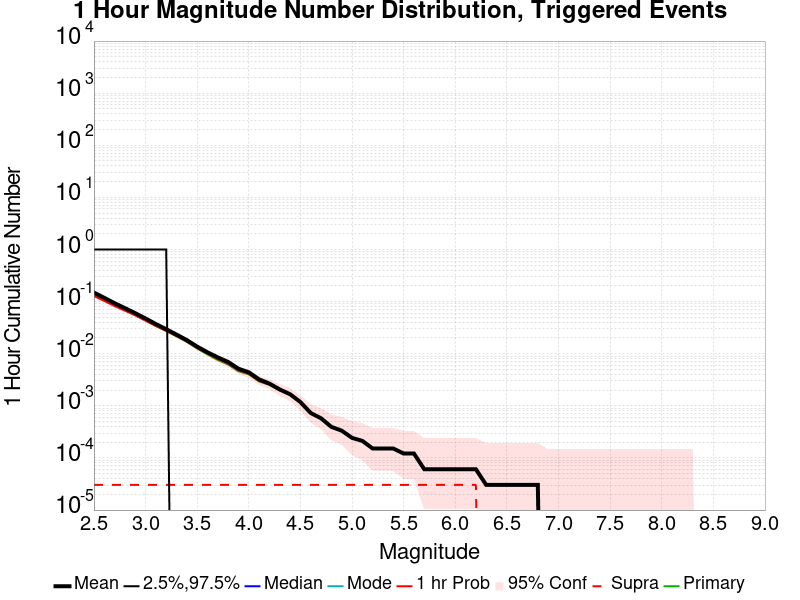 1 Hour Magnitude Number Distribution, Triggered Events
10^4
10^3
10^2
10^1
10^0
10^-1
10^-2
10^-3
10^-4
10^-5
1 Hour Cumulative Number
2.5 3.0 3.5 4.0 4.5 5.0 5.5 6.0 6.5 7.0 7.5 8.0 8.5 9.0
Magnitude
Mean 2.5%,97.5% Median Mode 1 hr Prob 95% Conf Supra Primary